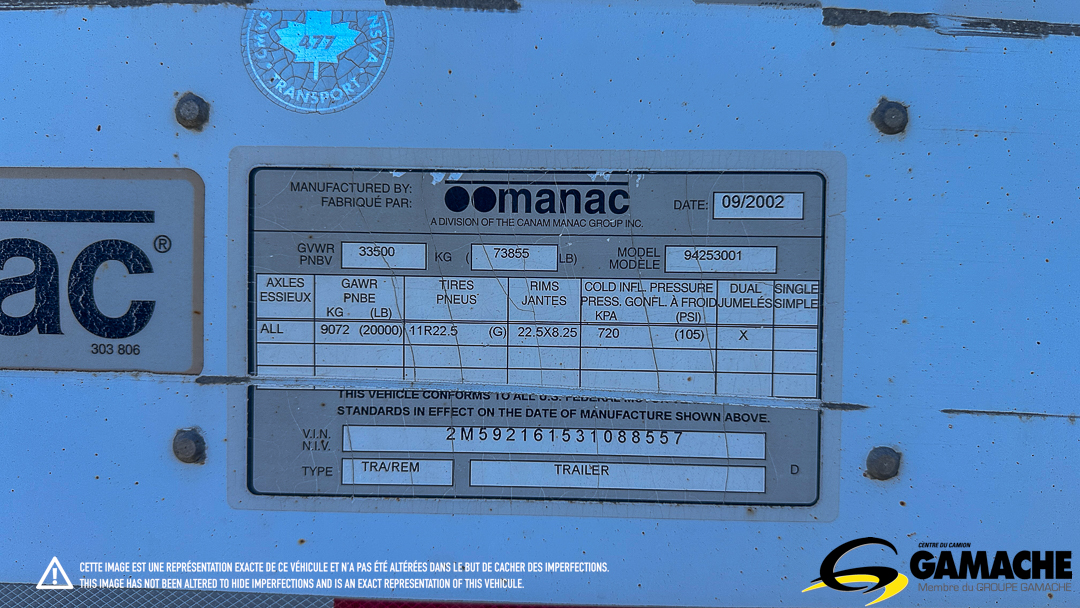 CMVS NSVA
477
TRANSPORT
ac®
303 806
MANUFACTURED BY:
FABRIQUÉ PAR:
manac
A DIVISION OF THE CANAM MANAC GROUP INC.
DATE: 09/2002
GVWR
PNBV
33500 KG ( 73855 LB)
MODEL
MODÈLE
94253001
AXLES
ESSIEUX
GAWR
PNBE
KG (LB)
TIRES
PNEUS
RIMS
JANTES
COLD INFL. PRESSURE
PRESS. GONFL. À FROID
KPA (PSI)
DUAL
JUMELÉS
SINGLE
SIMPLE
ALL 9072 (20000) 11R22.5 (G) 22.5X8.25 720 (105) X
THIS VEHICLE CONFORMS TO ALL U.S. FEDERAL
STANDARDS IN EFFECT ON THE DATE OF MANUFACTURE SHOWN ABOVE.
V.I.N.
N.I.V.
2M592161531088557
TYPE TRA/REM TRAILER D
CETTE IMAGE EST UNE REPRÉSENTATION EXACTE DE CE VÉHICULE ET N'A PAS ÉTÉ ALTÉRÉES DANS LE BUT DE CACHER DES IMPERFECTIONS.
THIS IMAGE HAS NOT BEEN ALTERED TO HIDE IMPERFECTIONS AND IS AN EXACT REPRESENTATION OF THIS VEHICLE.
CENTRE DU CAMION
GAMACHE
Membre du GROUPE GAMACHE